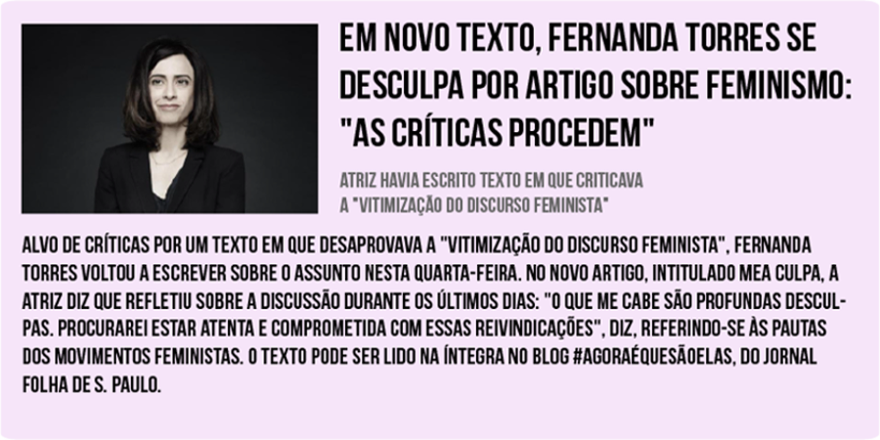 EM NOVO TEXTO, FERNANDA TORRES SE
DESCULPA POR ARTIGO SOBRE FEMINISMO:
"AS CRÍTICAS PROCEDEM"
ATRIZ HAVIA ESCRITO TEXTO EM QUE CRITICAVA
A "VITIMIZAÇÃO DO DISCURSO FEMINISTA"
ALVO DE CRÍTICAS POR UM TEXTO EM QUE DESAPROVAVA A "VITIMIZAÇÃO DO DISCURSO FEMINISTA", FERNANDA
TORRES VOLTOU A ESCREVER SOBRE O ASSUNTO NESTA QUARTA-FEIRA. NO NOVO ARTIGO, INTITULADO MEA CULPA, A
ATRIZ DIZ QUE REFLETIU SOBRE A DISCUSSÃO DURANTE OS ÚLTIMOS DIAS: "O QUE ME CABE SÃO PROFUNDAS DESCUL-
PAS. PROCURAREI ESTAR ATENTA E COMPROMETIDA COM ESSAS REIVINDICAÇÕES", DIZ, REFERINDO-SE ÀS PAUTAS
DOS MOVIMENTOS FEMINISTAS. O TEXTO PODE SER LIDO NA ÍNTEGRA NO BLOG #AGORAÉQUESÃOELAS, DO JORNAL
FOLHA DE S. PAULO.